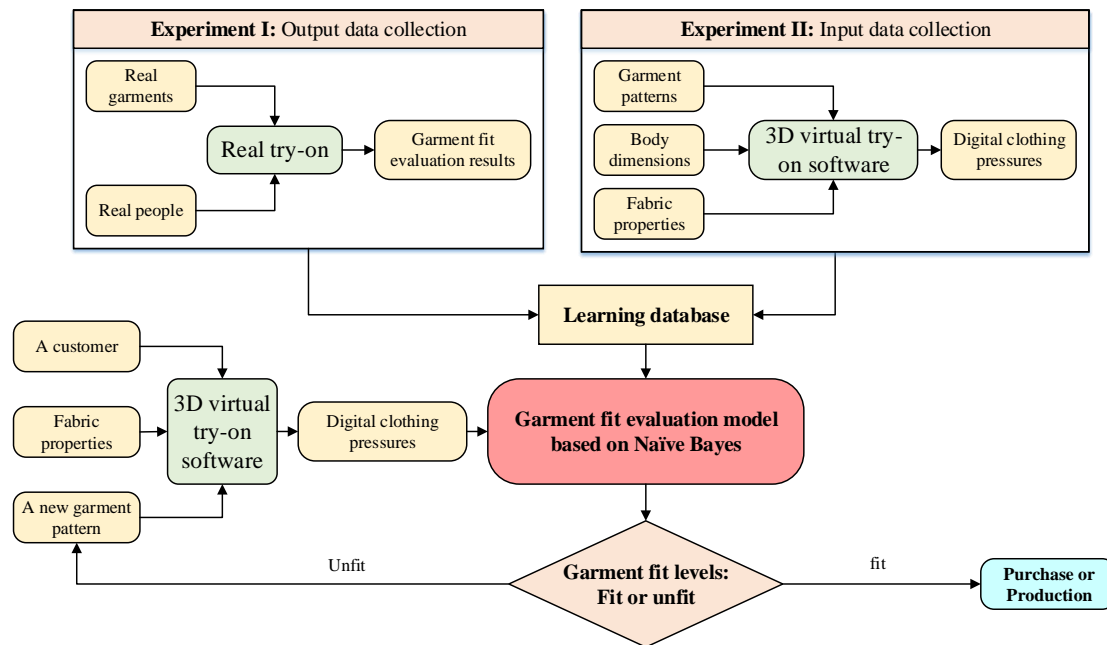 Experiment I: Output data collection
Real
garments
Real try-on
Garment fit
evaluation results
Real people
Experiment II: Input data collection
Garment
patterns
Body
dimensions
Fabric
properties
3D virtual try-
on software
Digital clothing
pressures
Learning database
A customer
Fabric
properties
A new garment
pattern
3D virtual
try-on
software
Digital clothing
pressures
Garment fit evaluation model
based on Naïve Bayes
Unfit
Garment fit levels:
Fit or unfit
fit
Purchase or
Production